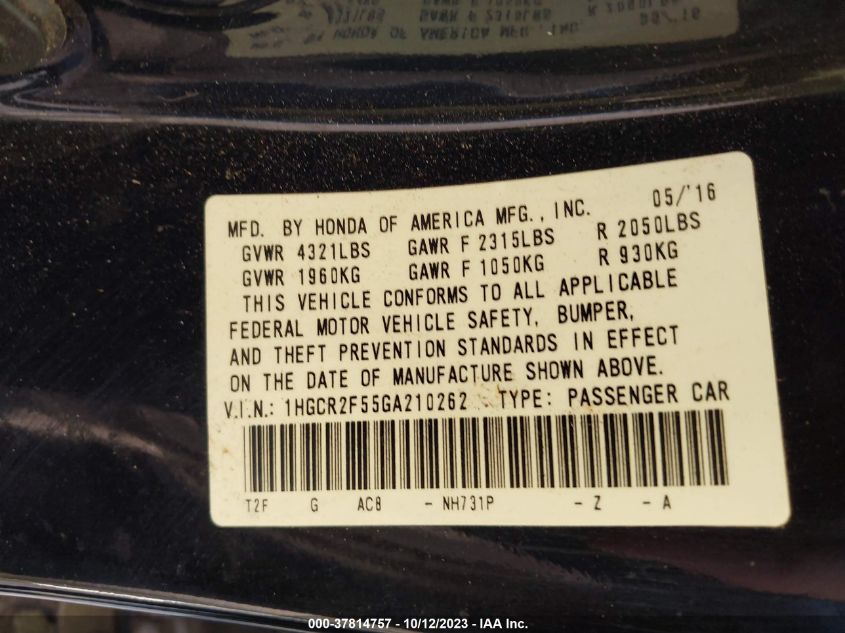 MFD. BY HONDA OF AMERICA MFG., INC. 05/'16
GVWR 4321LBS GAWR F 2315LBS R 2050LBS
GVWR 1960KG GAWR F 1050KG R 930KG
THIS VEHICLE CONFORMS TO ALL APPLICABLE
FEDERAL MOTOR VEHICLE SAFETY, BUMPER,
AND THEFT PREVENTION STANDARDS IN EFFECT
ON THE DATE OF MANUFACTURE SHOWN ABOVE.
V.I.N.: 1HGCR2F55GA210262 TYPE: PASSENGER CAR
T2F G AC8 - NH731P - Z - A
000-37814757 - 10/12/2023 - IAA Inc.